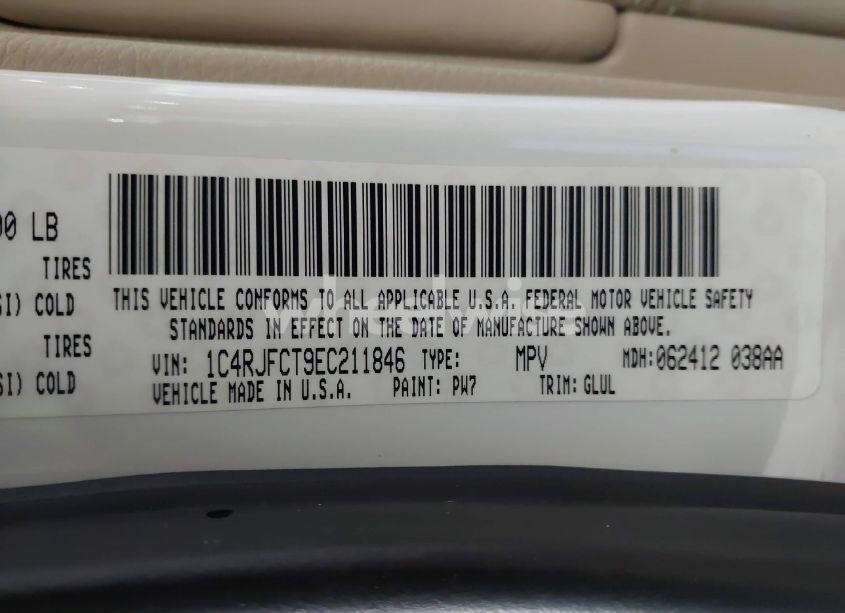 00 LB
TIRES
SI) COLD
TIRES
SI) COLD
THIS VEHICLE CONFORMS TO ALL APPLICABLE U.S.A. FEDERAL MOTOR VEHICLE SAFETY
STANDARDS IN EFFECT ON THE DATE OF MANUFACTURE SHOWN ABOVE.
VIN: 1C4RJFCT9EC211846 TYPE: MPV MDH:062412 038AA
VEHICLE MADE IN U.S.A. PAINT: PW7 TRIM: GLUL
wheelwise